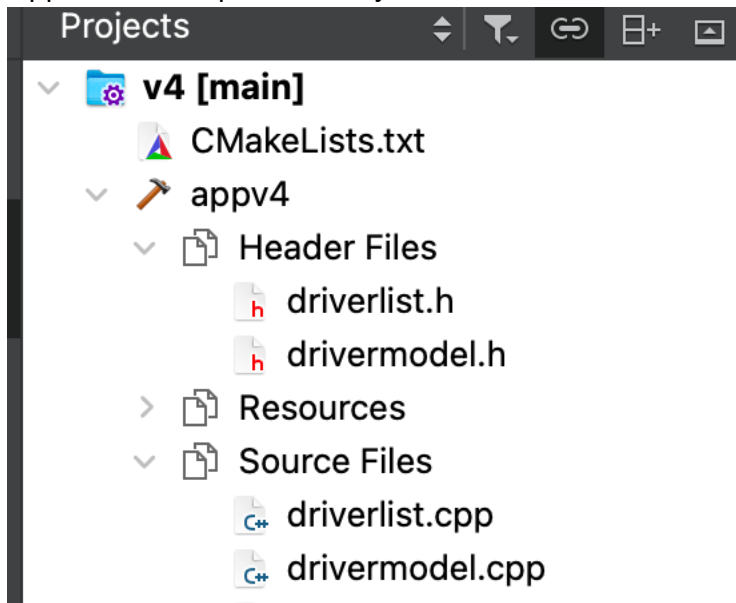 Projects
v4 [main]
CMakeLists.txt
appv4
Header Files
h driverlist.h
h drivermodel.h
Resources
Source Files
C++ driverlist.cpp
C++ drivermodel.cpp